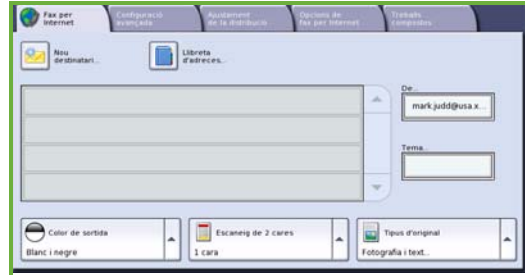 Fax per
Internet
Configuració
avançada
Ajustament
de la distribució
Opcions de
fax per Internet
Treballs
compostos
Nou
destinatari...
Llibreta
d'adreces...
De...
mark.judd@usa.x...
Tema...
Color de sortida
Blanc i negre
Escaneig de 2 cares
1 cara
Tipus d'original
Fotografia i text...